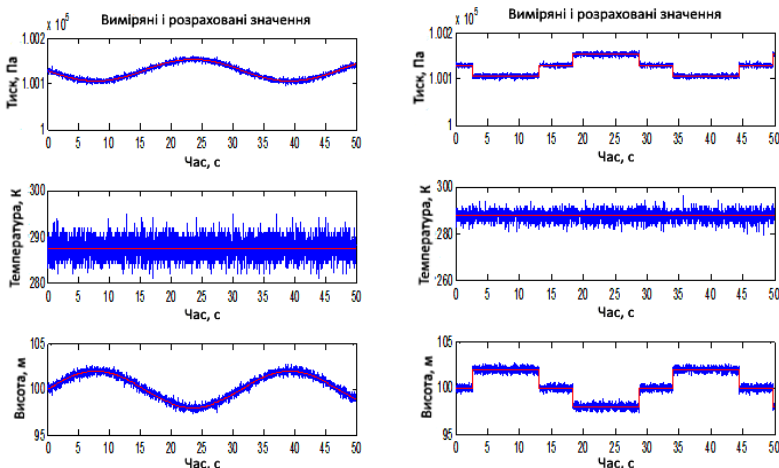 Виміряні і розраховані значення
x 10⁵
1.002
1.001
1
Тиск, Па
0 5 10 15 20 25 30 35 40 45 50
Час, с
300
290
280
Температура, К
0 5 10 15 20 25 30 35 40 45 50
Час, с
105
100
95
Висота, м
0 5 10 15 20 25 30 35 40 45 50
Час, с
Виміряні і розраховані значення
x 10⁵
1.002
1.001
1
Тиск, Па
0 5 10 15 20 25 30 35 40 45 50
Час, с
300
280
260
Температура, К
0 5 10 15 20 25 30 35 40 45 50
Час, с
105
100
95
Висота, м
0 5 10 15 20 25 30 35 40 45 50
Час, с